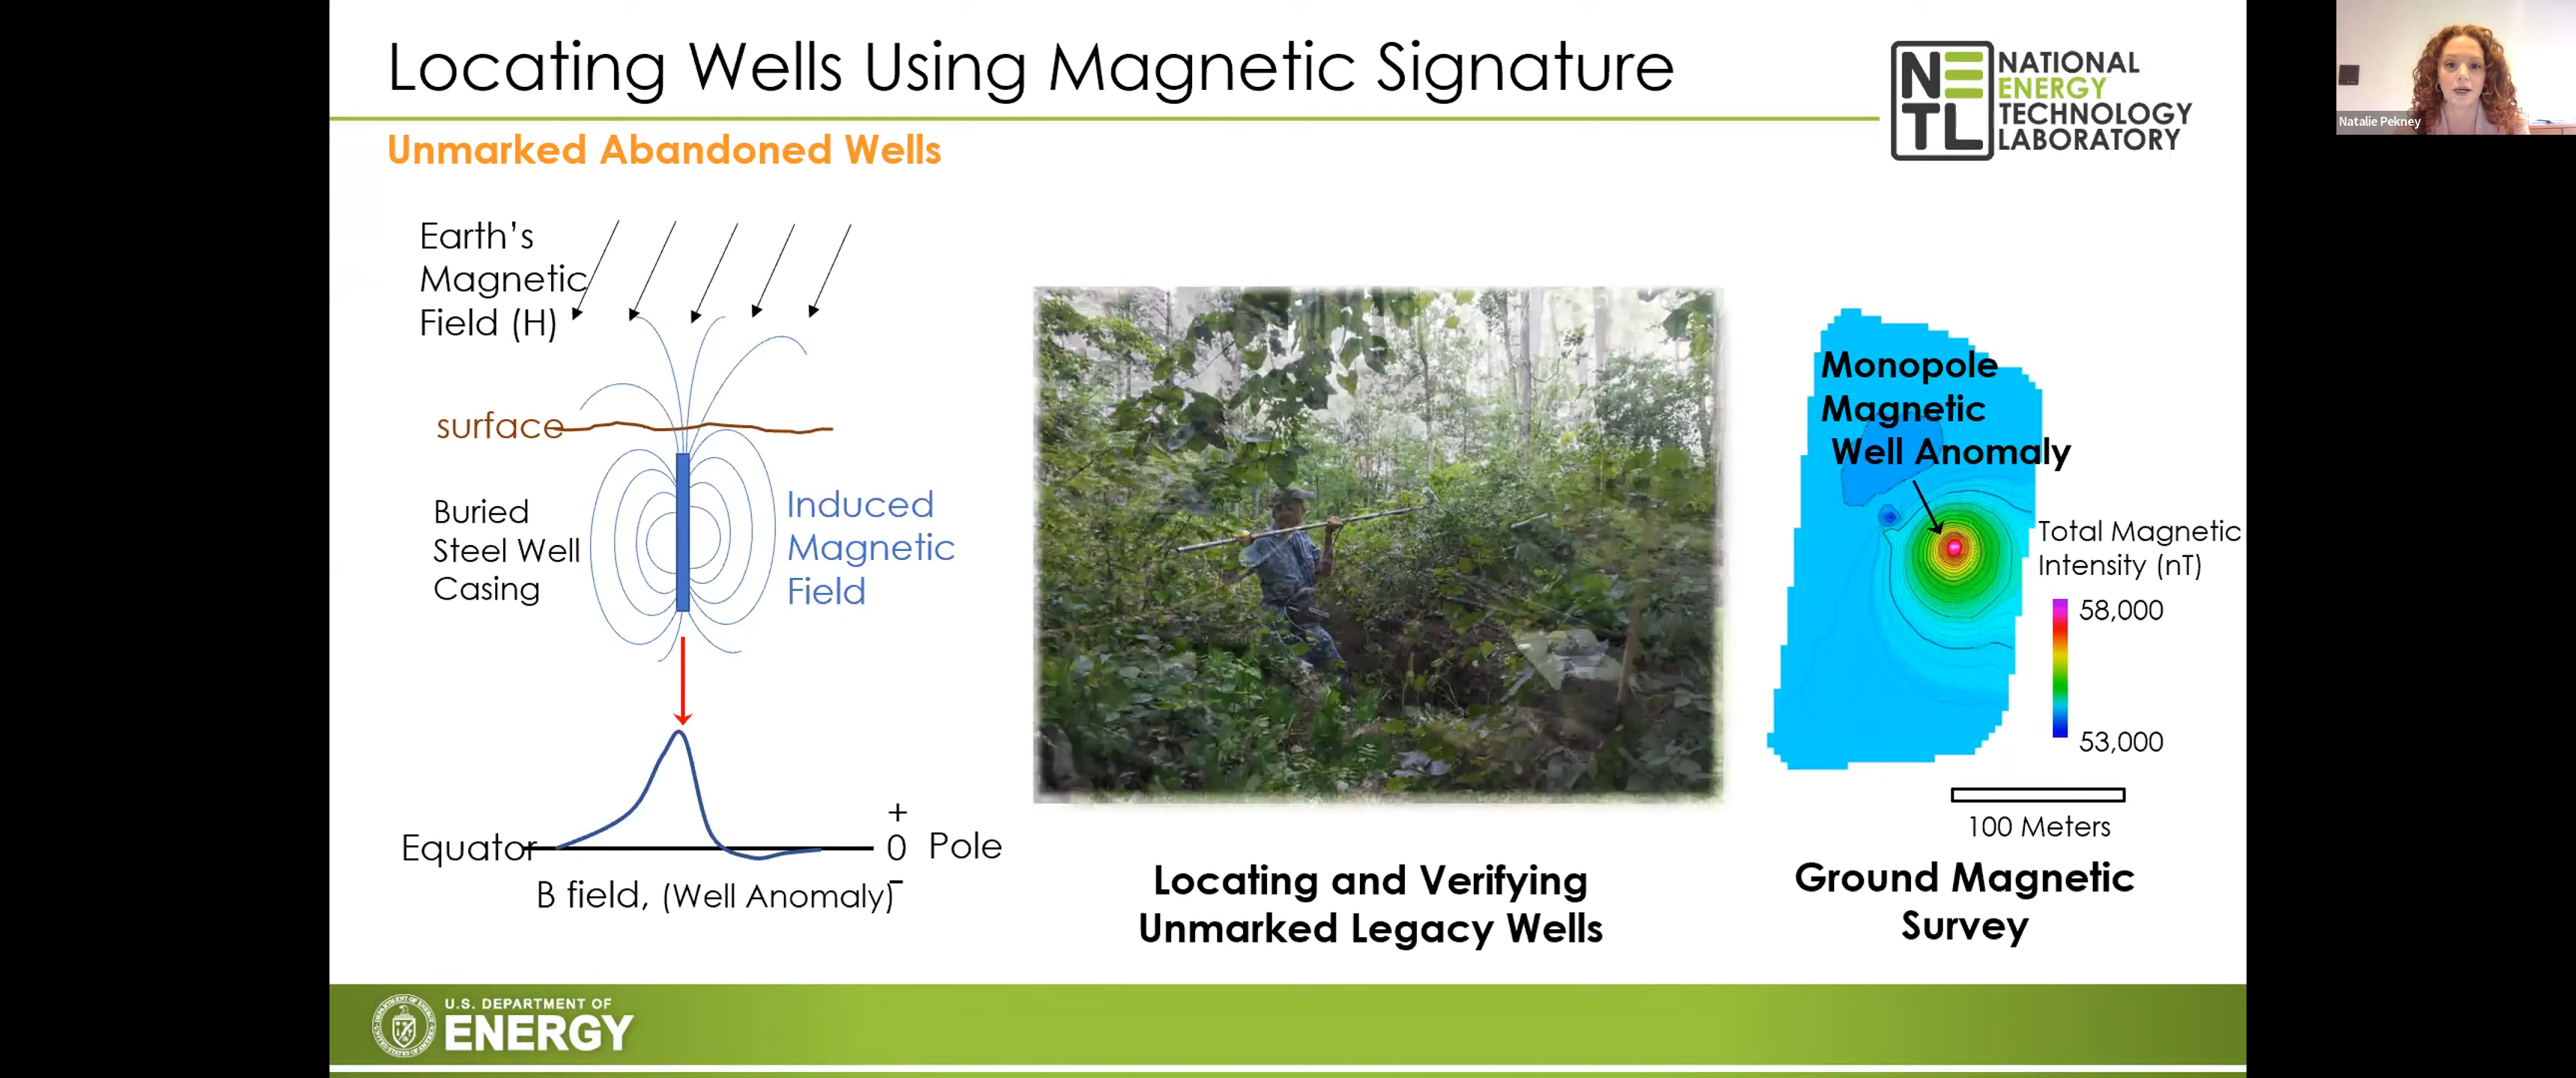 Locating Wells Using Magnetic Signature
NETL
NATIONAL
ENERGY
TECHNOLOGY
LABORATORY
Natalie Pekney
Unmarked Abandoned Wells
Earth's
Magnetic
Field (H)
surface
Buried
Steel Well
Casing
Induced
Magnetic
Field
Equator
+
0
-
Pole
B field, (Well Anomaly)
Locating and Verifying
Unmarked Legacy Wells
Monopole
Magnetic
Well Anomaly
Total Magnetic
Intensity (nT)
58,000
53,000
100 Meters
Ground Magnetic
Survey
U.S. DEPARTMENT OF
ENERGY